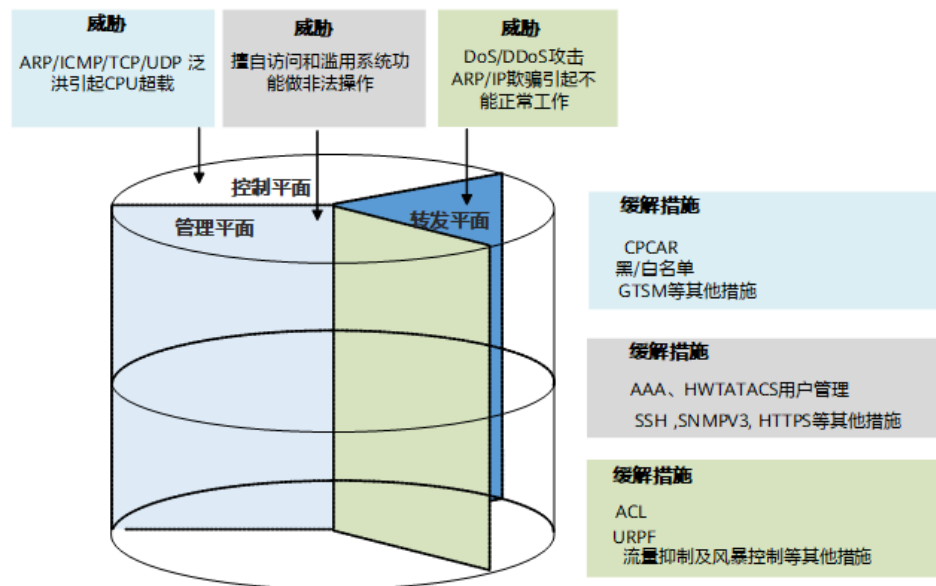 威胁
ARP/ICMP/TCP/UDP 泛
洪引起CPU超载
威胁
擅自访问和滥用系统功
能做非法操作
威胁
DoS/DDoS攻击
ARP/IP欺骗引起不
能正常工作
控制平面
管理平面
转发平面
缓解措施
CPCAR
黑/白名单
GTSM等其他措施
缓解措施
AAA、HWTATACS用户管理
SSH ,SNMPV3, HTTPS等其他措施
缓解措施
ACL
URPF
流量抑制及风暴控制等其他措施